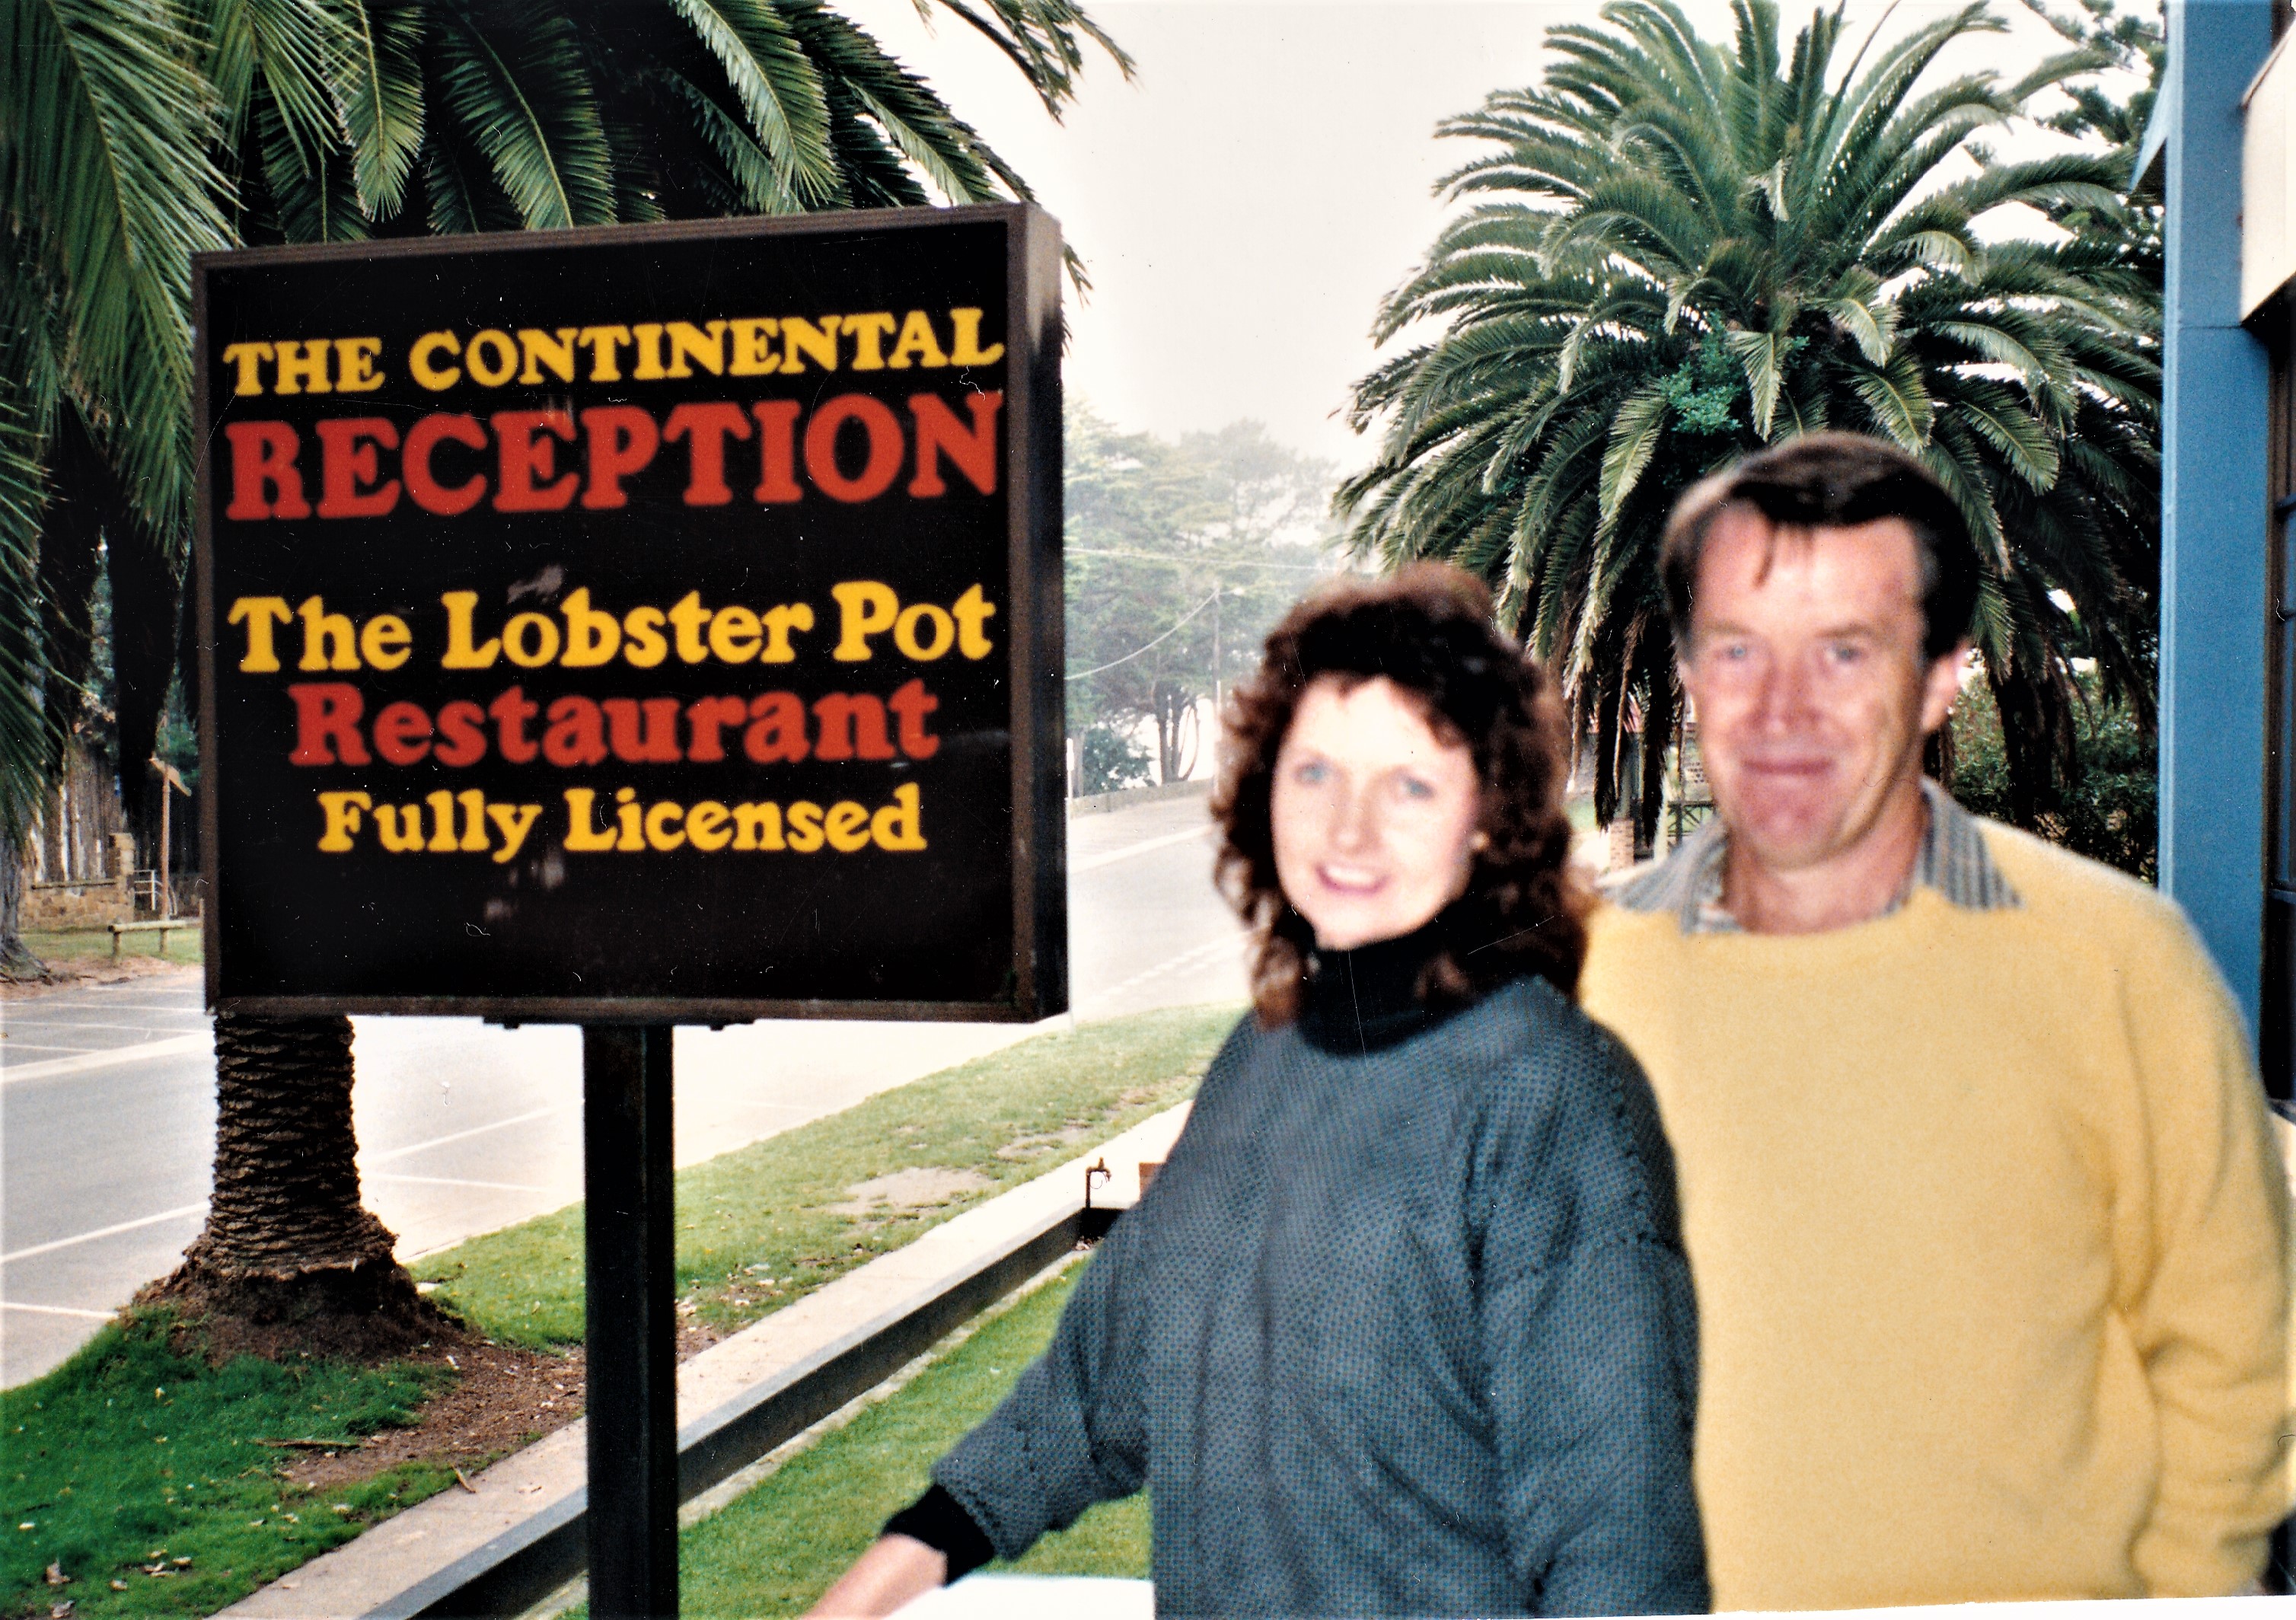 THE CONTINENTAL
RECEPTION
The Lobster Pot
Restaurant
Fully Licensed